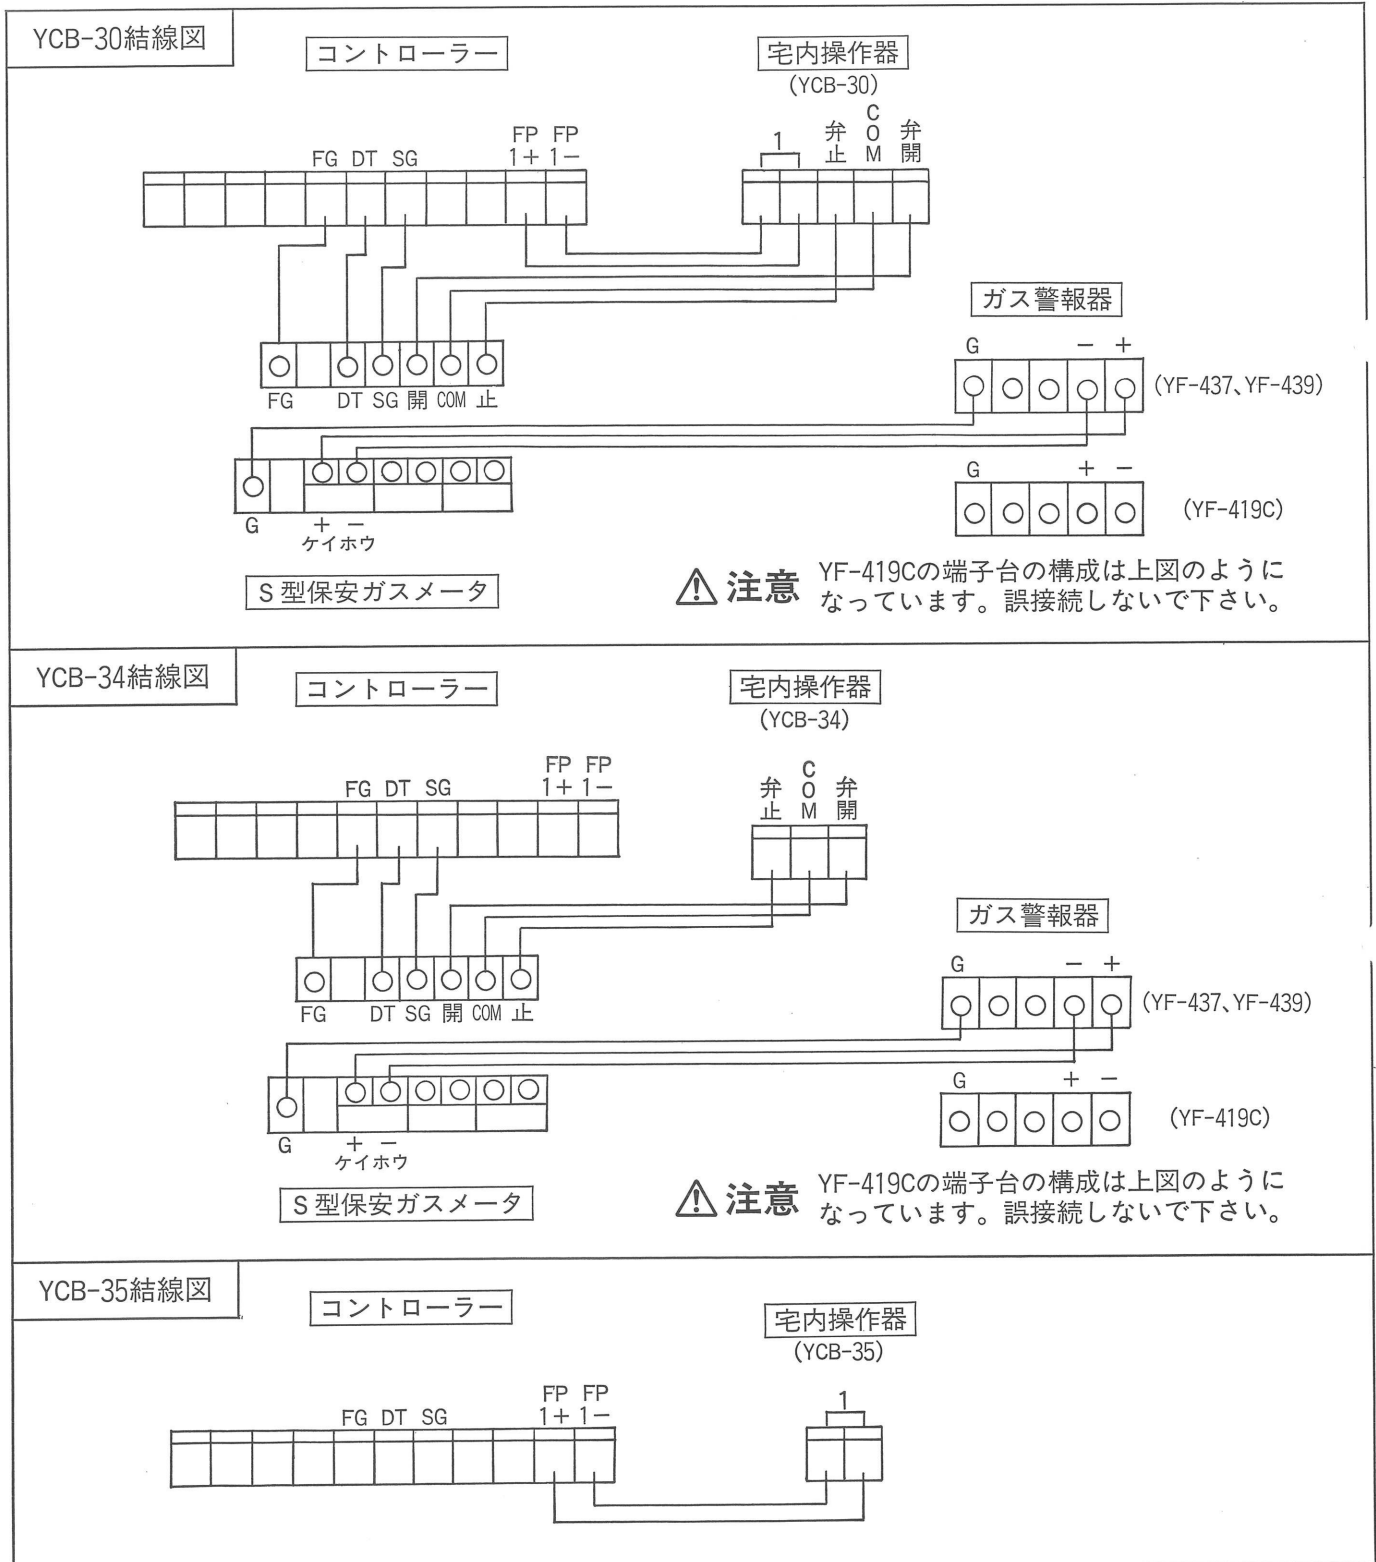 YCB-30結線図
コントローラー
宅内操作器
(YCB-30)
FG DT SG
FP FP
1+ 1−
1
弁止 COM 弁開
FG DT SG 開 COM 止
ガス警報器
G − +
(YF-437、YF-439)
G + −
(YF-419C)
G + −
ケイホウ
S型保安ガスメータ
注意
YF-419Cの端子台の構成は上図のように
なっています。誤接続しないで下さい。
YCB-34結線図
コントローラー
宅内操作器
(YCB-34)
FG DT SG
FP FP
1+ 1−
弁止 COM 弁開
FG DT SG 開 COM 止
ガス警報器
G − +
(YF-437、YF-439)
G + −
(YF-419C)
G + −
ケイホウ
S型保安ガスメータ
注意
YF-419Cの端子台の構成は上図のように
なっています。誤接続しないで下さい。
YCB-35結線図
コントローラー
宅内操作器
(YCB-35)
FG DT SG
FP FP
1+ 1−
1